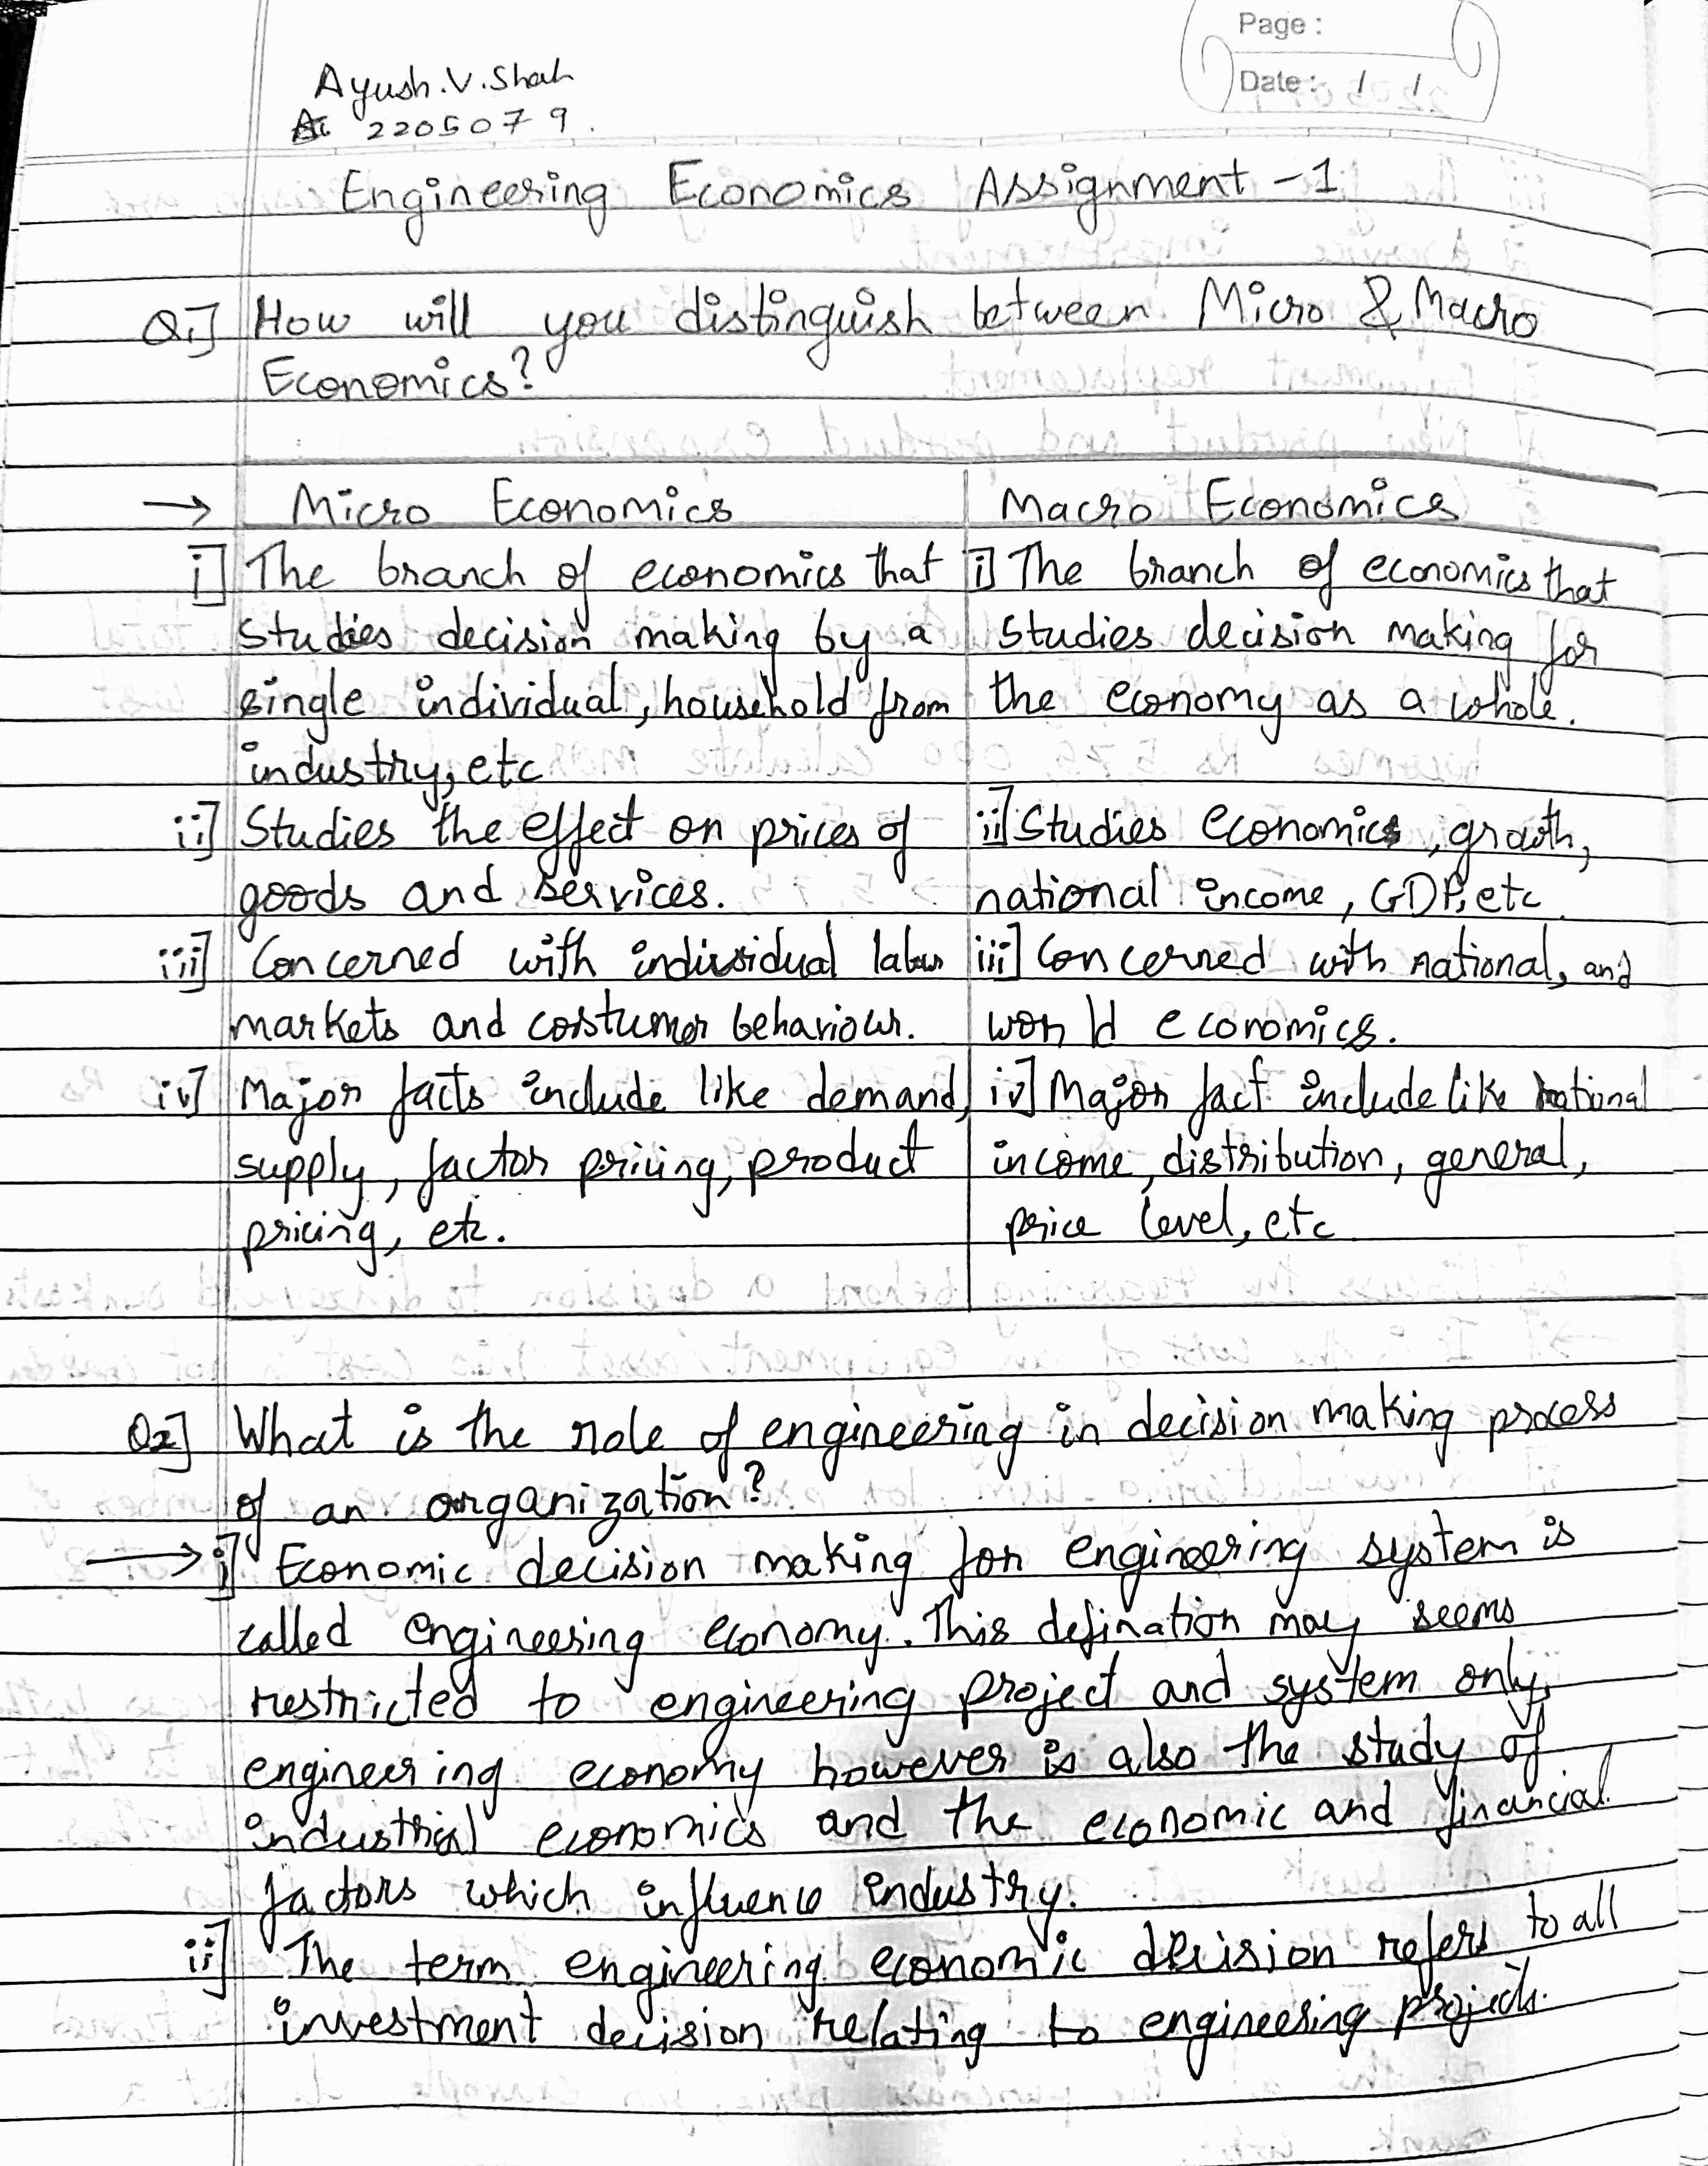 Page :
Date : / /
Ayush.V.Shah
2205079.
Engineering Economics Assignment - 1
Q1] How will you distinguish between Micro & Macro
Economics?
→ Micro Economics
i] The branch of economics that
studies decision making by a
single individual, household from
industry, etc
ii] Studies the effect on prices of
goods and services.
iii] Concerned with individual labour
markets and costumer behaviour.
iv] Major facts include like demand,
supply, factor pricing, product
pricing, etc.
Macro Economics
i] The branch of economics that
studies decision making for
the economy as a whole.
ii] Studies economics, growth,
national income, GDP, etc
iii] Concerned with national, and
world economics.
iv] Major fact include like national
income, distribution, general,
price level, etc
Q2] What is the role of engineering in decision making process
of an organization?
→ i] Economic decision making for engineering system is
called engineering economy. This defination may seems
restricted to engineering project and system only,
engineering economy however is also the study of
industrial economics and the economic and financial
factors which influence industry.
ii] The term engineering economic decision refers to all
investment decision relating to engineering projects.